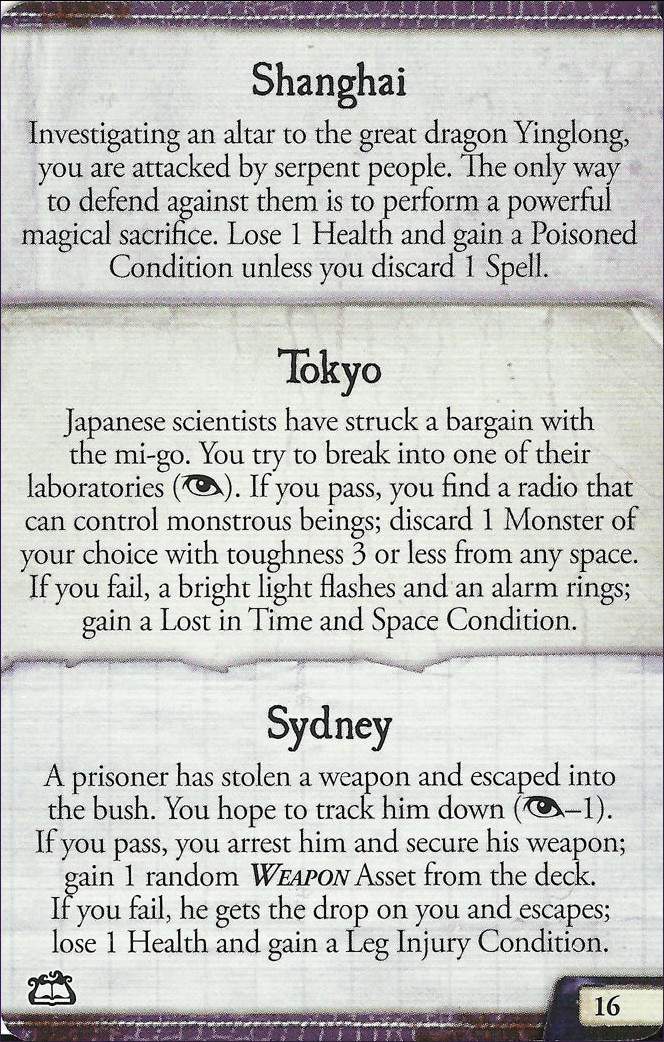 Shanghai
Investigating an altar to the great dragon Yinglong,
you are attacked by serpent people. The only way
to defend against them is to perform a powerful
magical sacrifice. Lose 1 Health and gain a Poisoned
Condition unless you discard 1 Spell.
Tokyo
Japanese scientists have struck a bargain with
the mi-go. You try to break into one of their
laboratories (). If you pass, you find a radio that
can control monstrous beings; discard 1 Monster of
your choice with toughness 3 or less from any space.
If you fail, a bright light flashes and an alarm rings;
gain a Lost in Time and Space Condition.
Sydney
A prisoner has stolen a weapon and escaped into
the bush. You hope to track him down (–1).
If you pass, you arrest him and secure his weapon;
gain 1 random WEAPON Asset from the deck.
If you fail, he gets the drop on you and escapes;
lose 1 Health and gain a Leg Injury Condition.
16